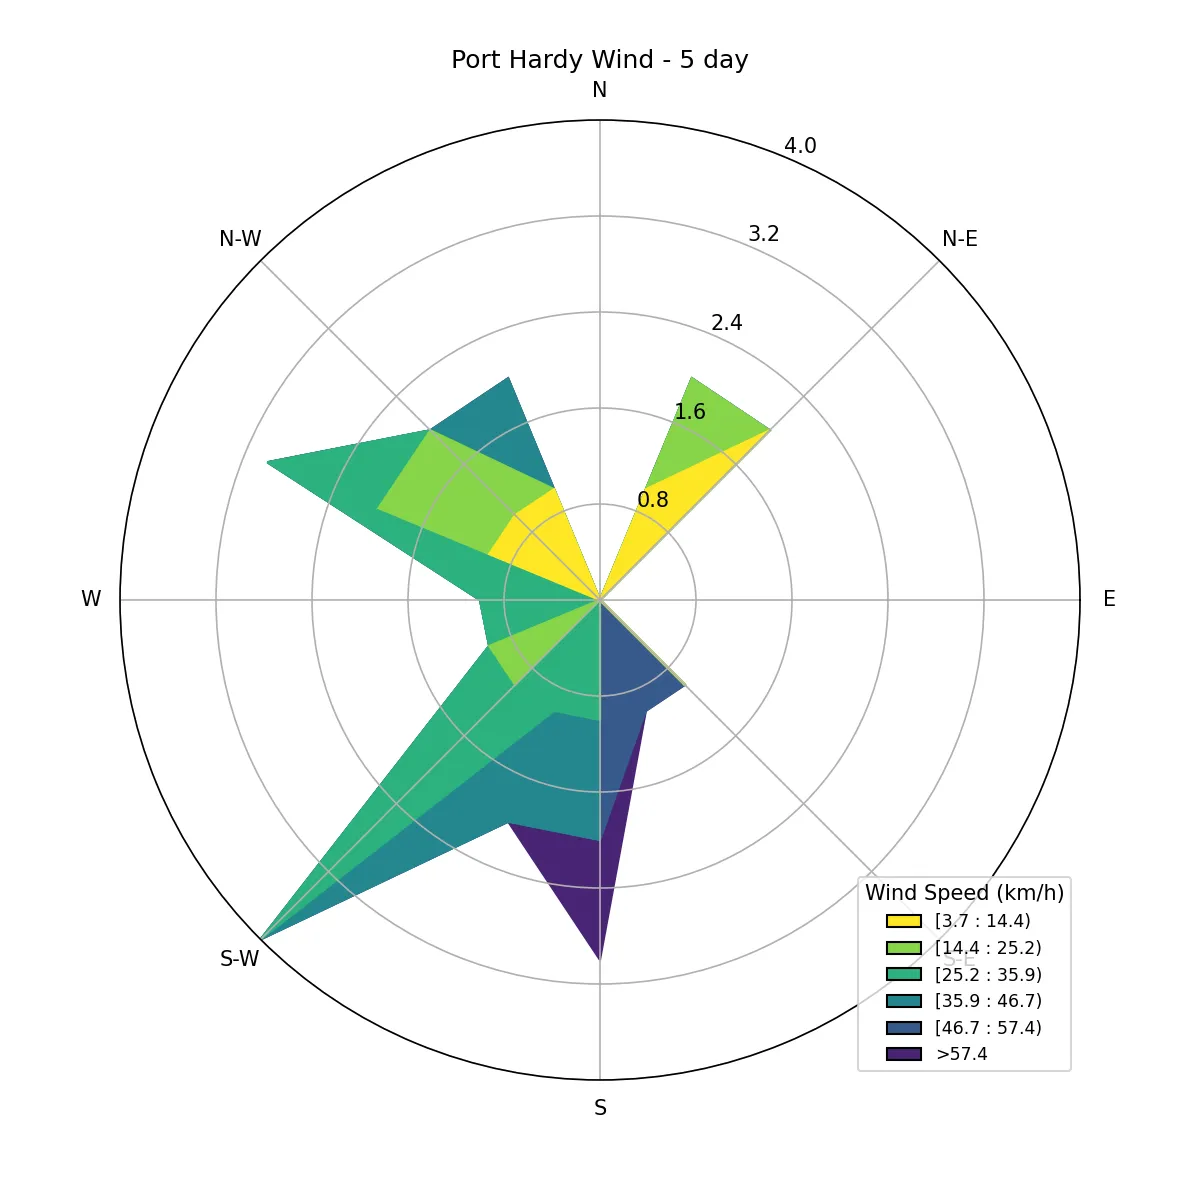 Port Hardy Wind - 5 day
N
4.0
3.2
N-W
N-E
2.4
1.6
0.8
W
E
Wind Speed (km/h)
[3.7 : 14.4)
[14.4 : 25.2)
S-W
S-E
[25.2 : 35.9)
[35.9 : 46.7)
[46.7 : 57.4)
>57.4
S